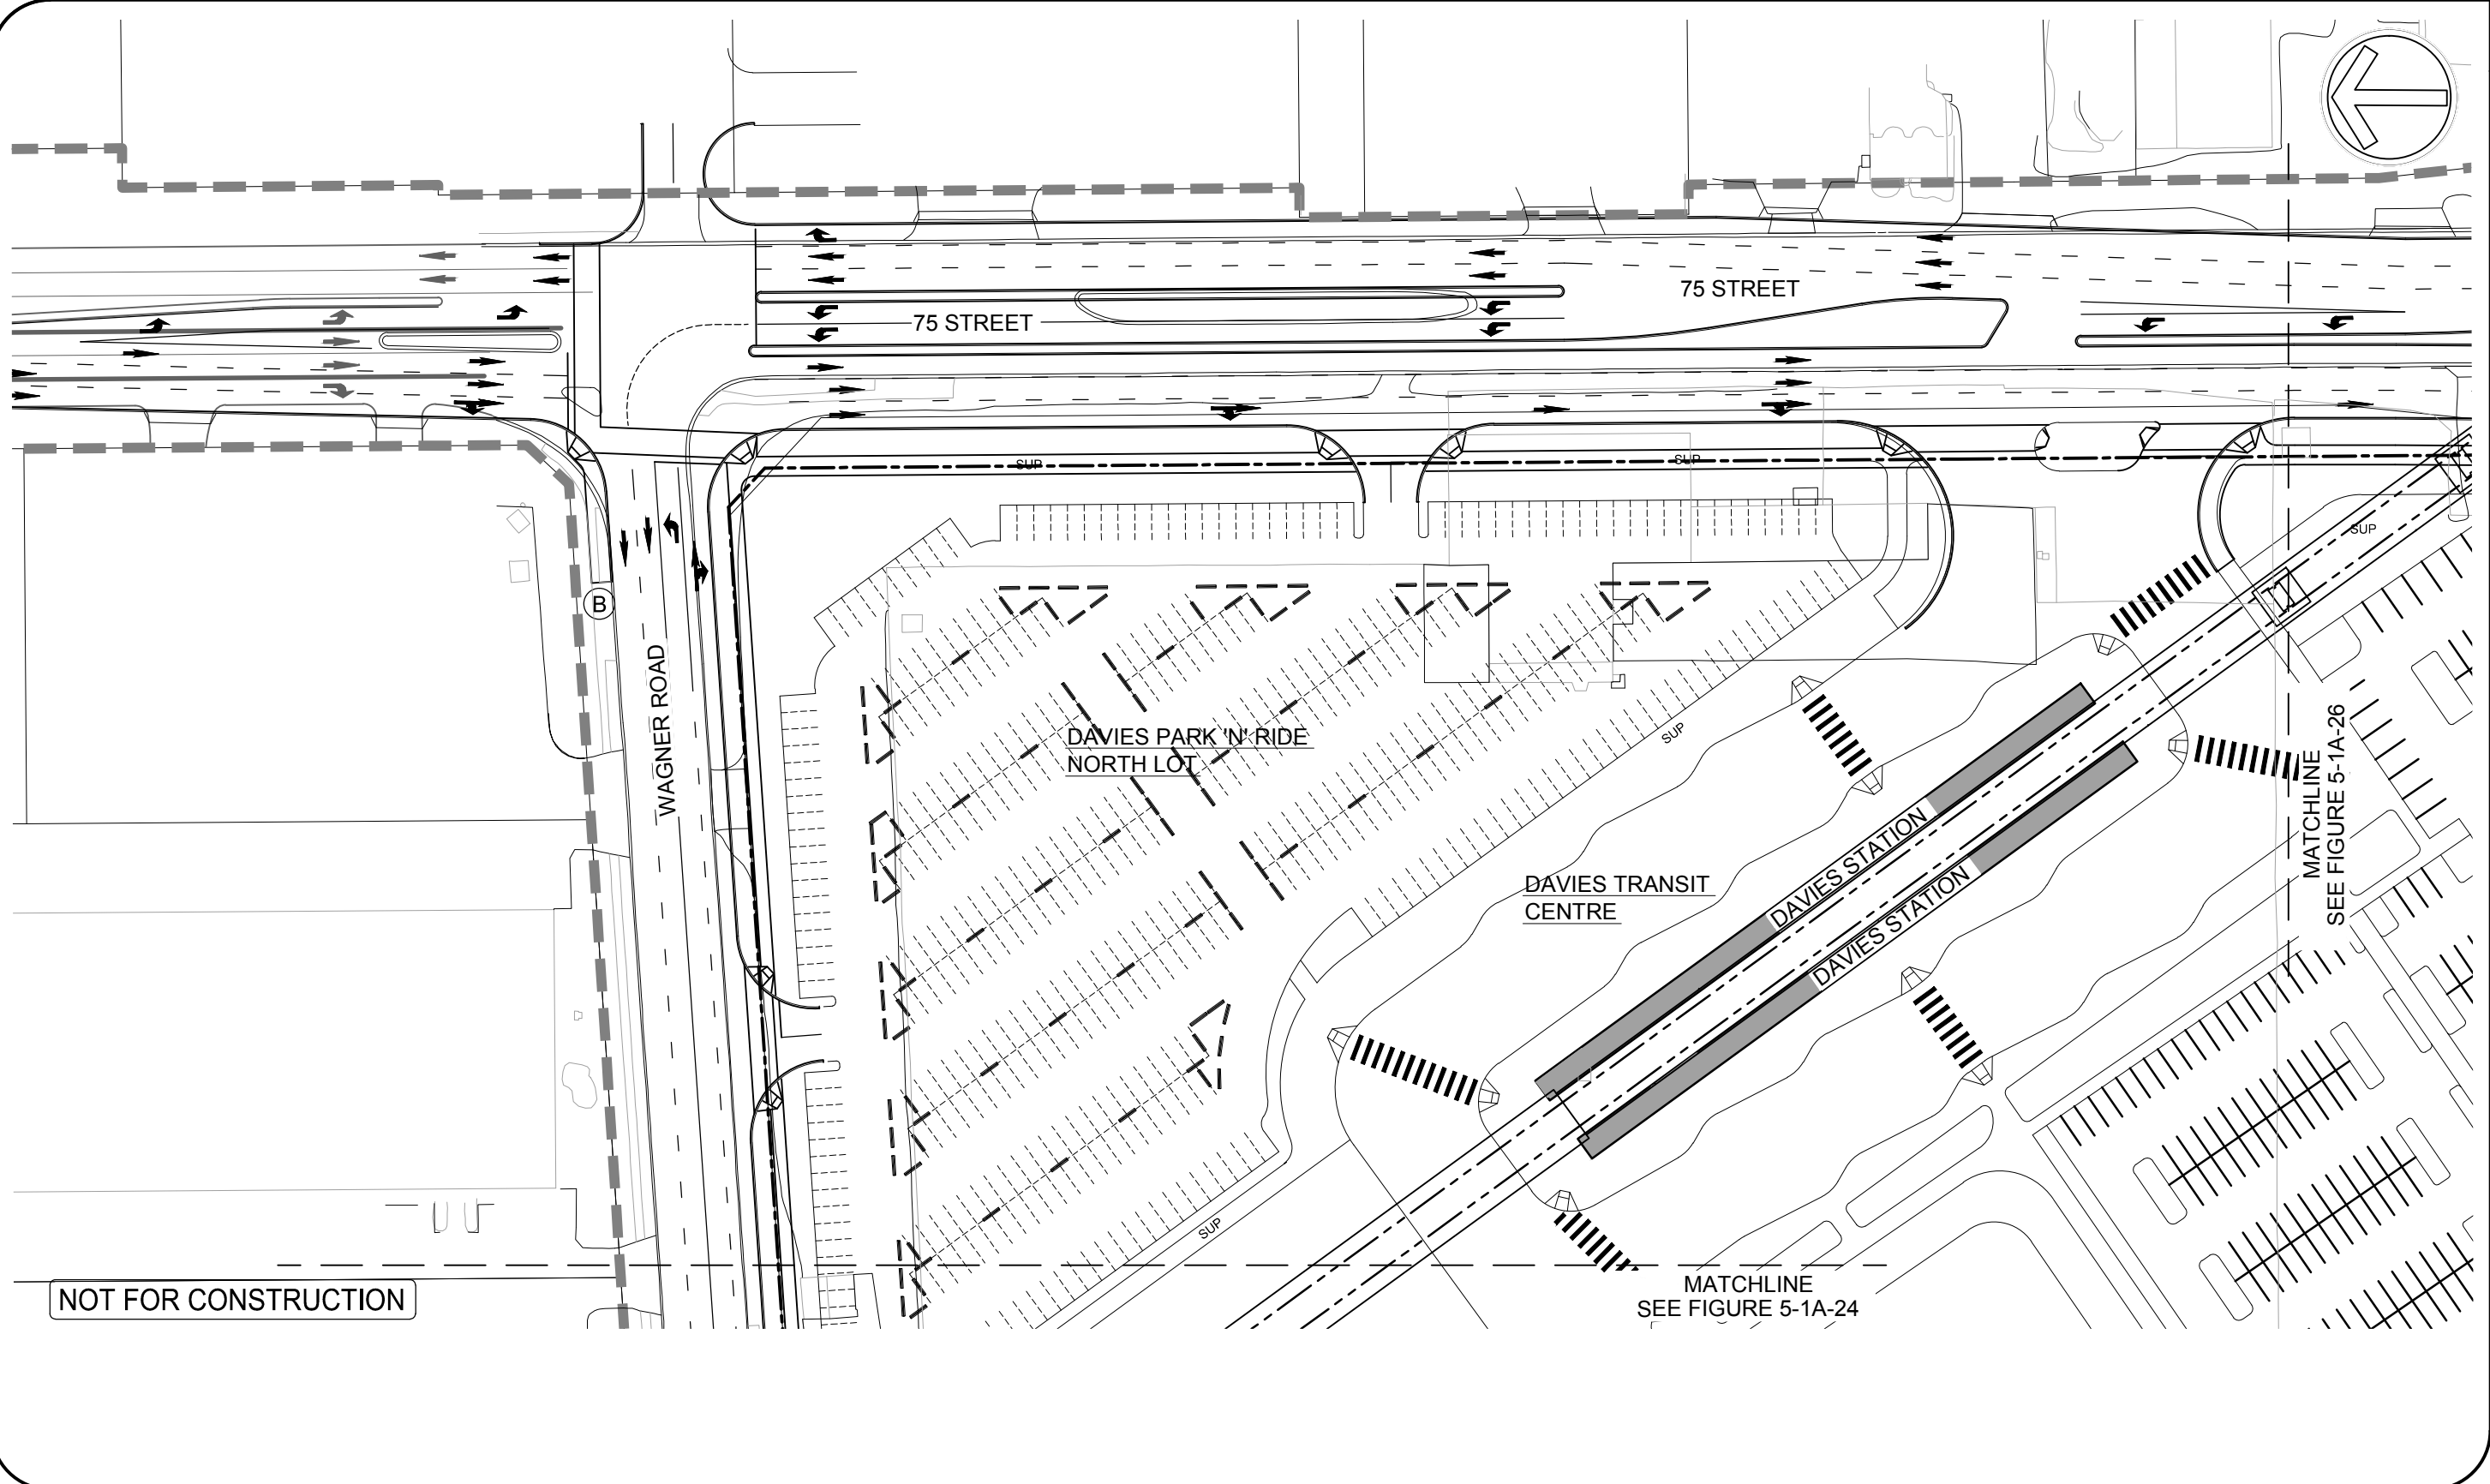 75 STREET
75 STREET
SUP
SUP
SUP
B
WAGNER ROAD
DAVIES PARK 'N' RIDE
NORTH LOT
SUP
MATCHLINE
SEE FIGURE 5-1A-26
DAVIES STATION
DAVIES STATION
DAVIES TRANSIT
CENTRE
SUP
MATCHLINE
SEE FIGURE 5-1A-24
NOT FOR CONSTRUCTION